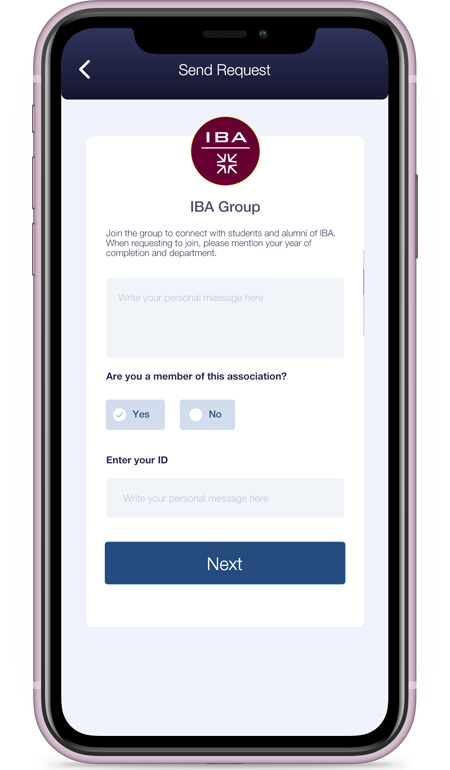 Send Request
IBA
IBA Group
Join the group to connect with students and alumni of IBA.
When requesting to join, please mention your year of
completion and department.
Write your personal message here
Are you a member of this association?
Yes No
Enter your ID
Write your personal message here
Next